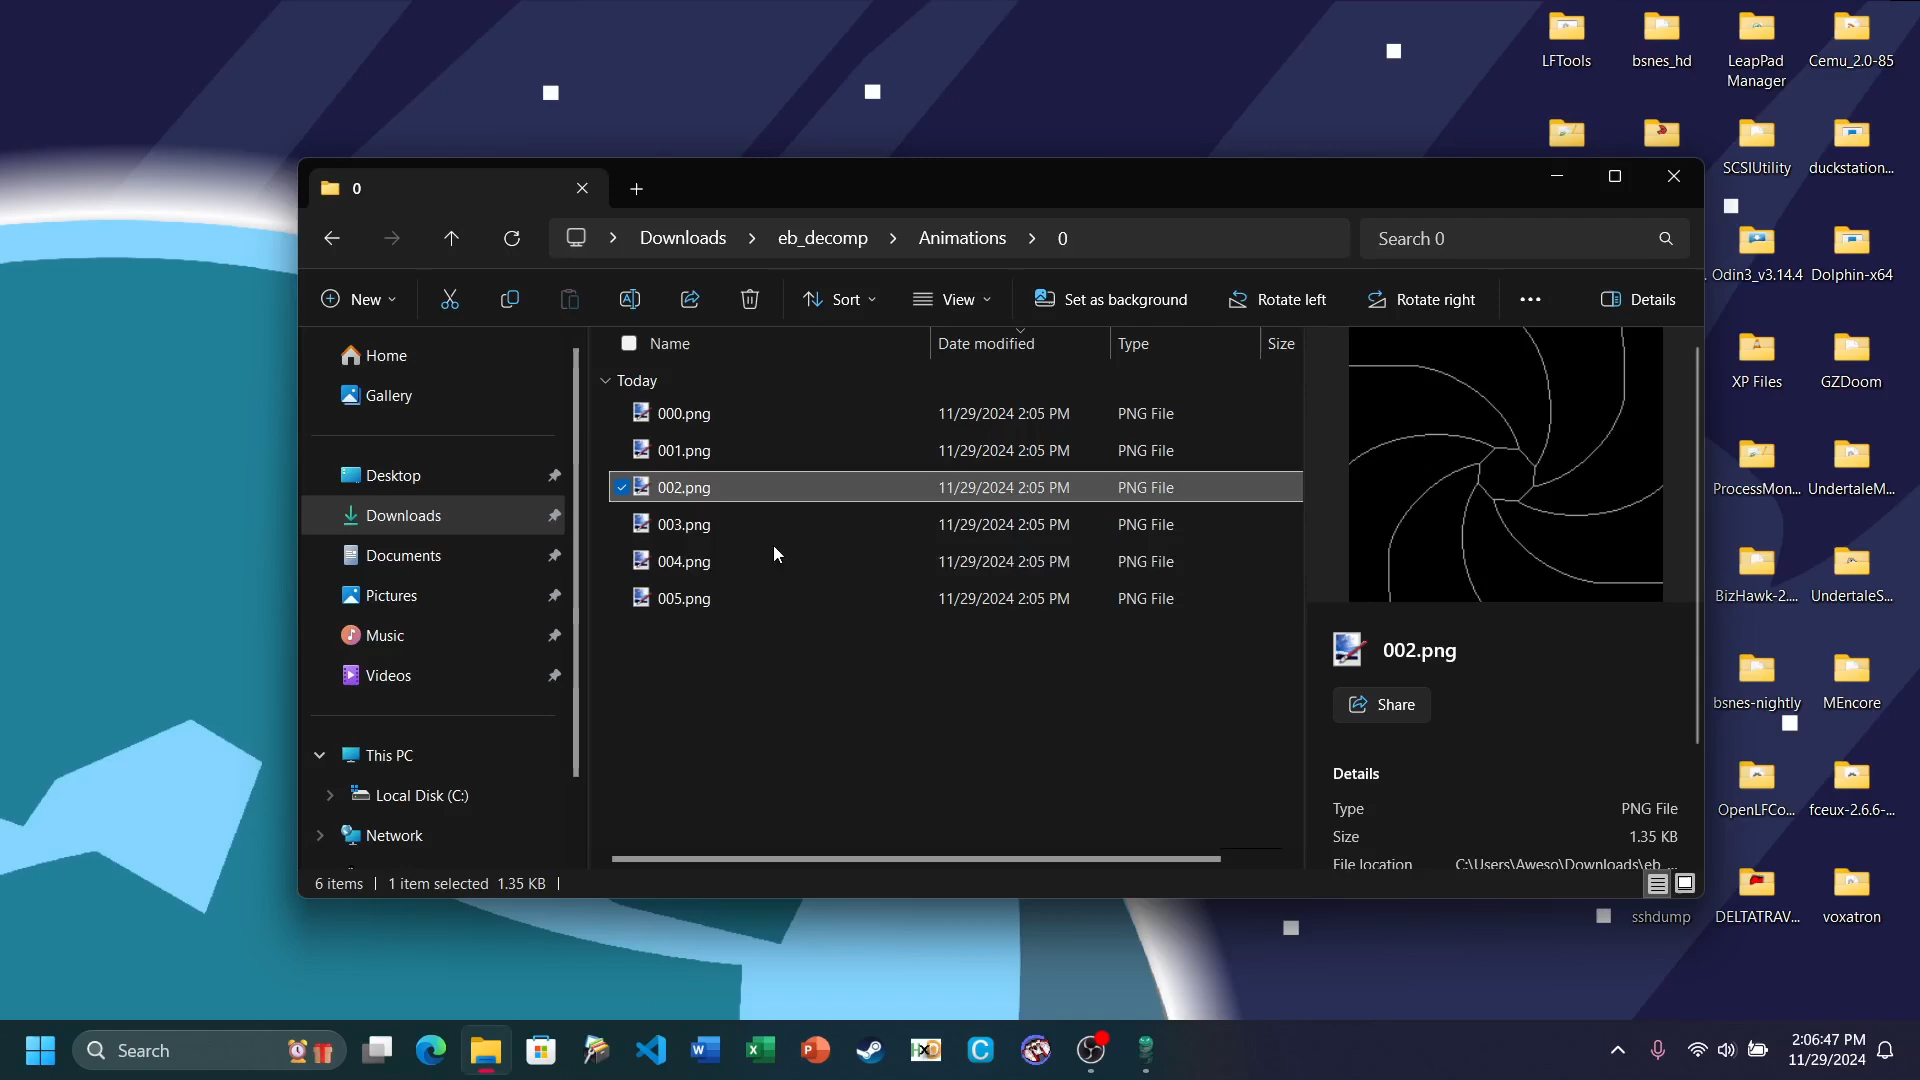 LFTools
bsnes_hd
LeapPad
Manager
Cemu_2.0-85
SCSIUtility
duckstation...
Odin3_v3.14.4
Dolphin-x64
XP Files
GZDoom
ProcessMon...
UndertaleM...
BizHawk-2....
UndertaleS...
bsnes-nightly
MEncore
OpenLFCo...
fceux-2.6.6-...
sshdump
DELTATRAV...
voxatron
0
Downloads
eb_decomp
Animations
0
Search 0
New
Sort
View
Set as background
Rotate left
Rotate right
Details
Home
Gallery
Desktop
Downloads
Documents
Pictures
Music
Videos
This PC
Local Disk (C:)
Network
Name
Date modified
Type
Size
Today
000.png 11/29/2024 2:05 PM PNG File
001.png 11/29/2024 2:05 PM PNG File
002.png 11/29/2024 2:05 PM PNG File
003.png 11/29/2024 2:05 PM PNG File
004.png 11/29/2024 2:05 PM PNG File
005.png 11/29/2024 2:05 PM PNG File
002.png
Share
Details
Type PNG File
Size 1.35 KB
File location C:\Users\Aweso\Downloads\eb_...
6 items
1 item selected 1.35 KB
Search
2:06:47 PM
11/29/2024